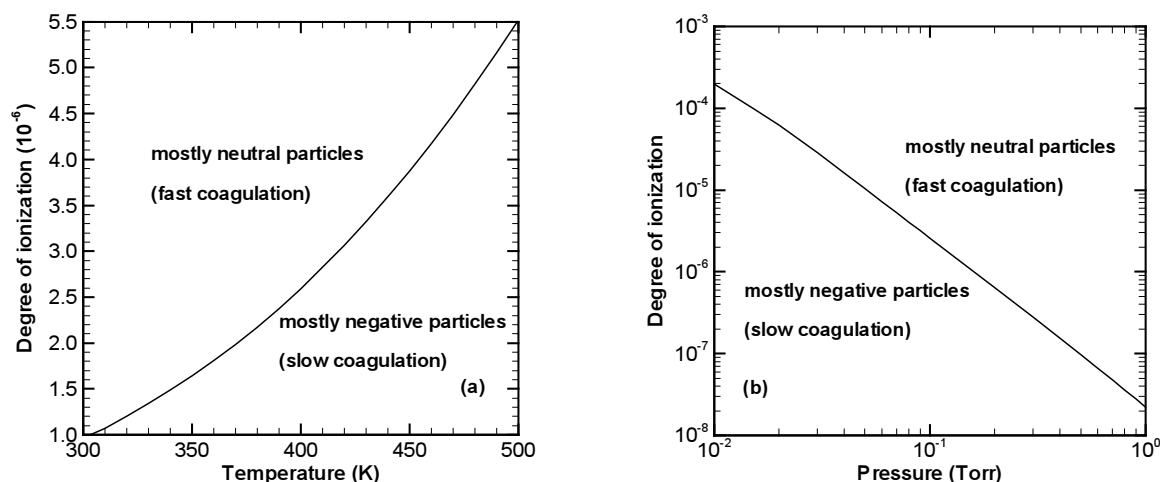 5.5
5.0
4.5
4.0
3.5
3.0
2.5
2.0
1.5
1.0
Degree of ionization (10⁻⁶)
mostly neutral particles
(fast coagulation)
mostly negative particles
(slow coagulation)
(a)
300
350
400
450
500
Temperature (K)
10⁻³
10⁻⁴
10⁻⁵
10⁻⁶
10⁻⁷
10⁻⁸
Degree of ionization
mostly neutral particles
(fast coagulation)
mostly negative particles
(slow coagulation)
(b)
10⁻²
10⁻¹
10⁰
Pressure (Torr)